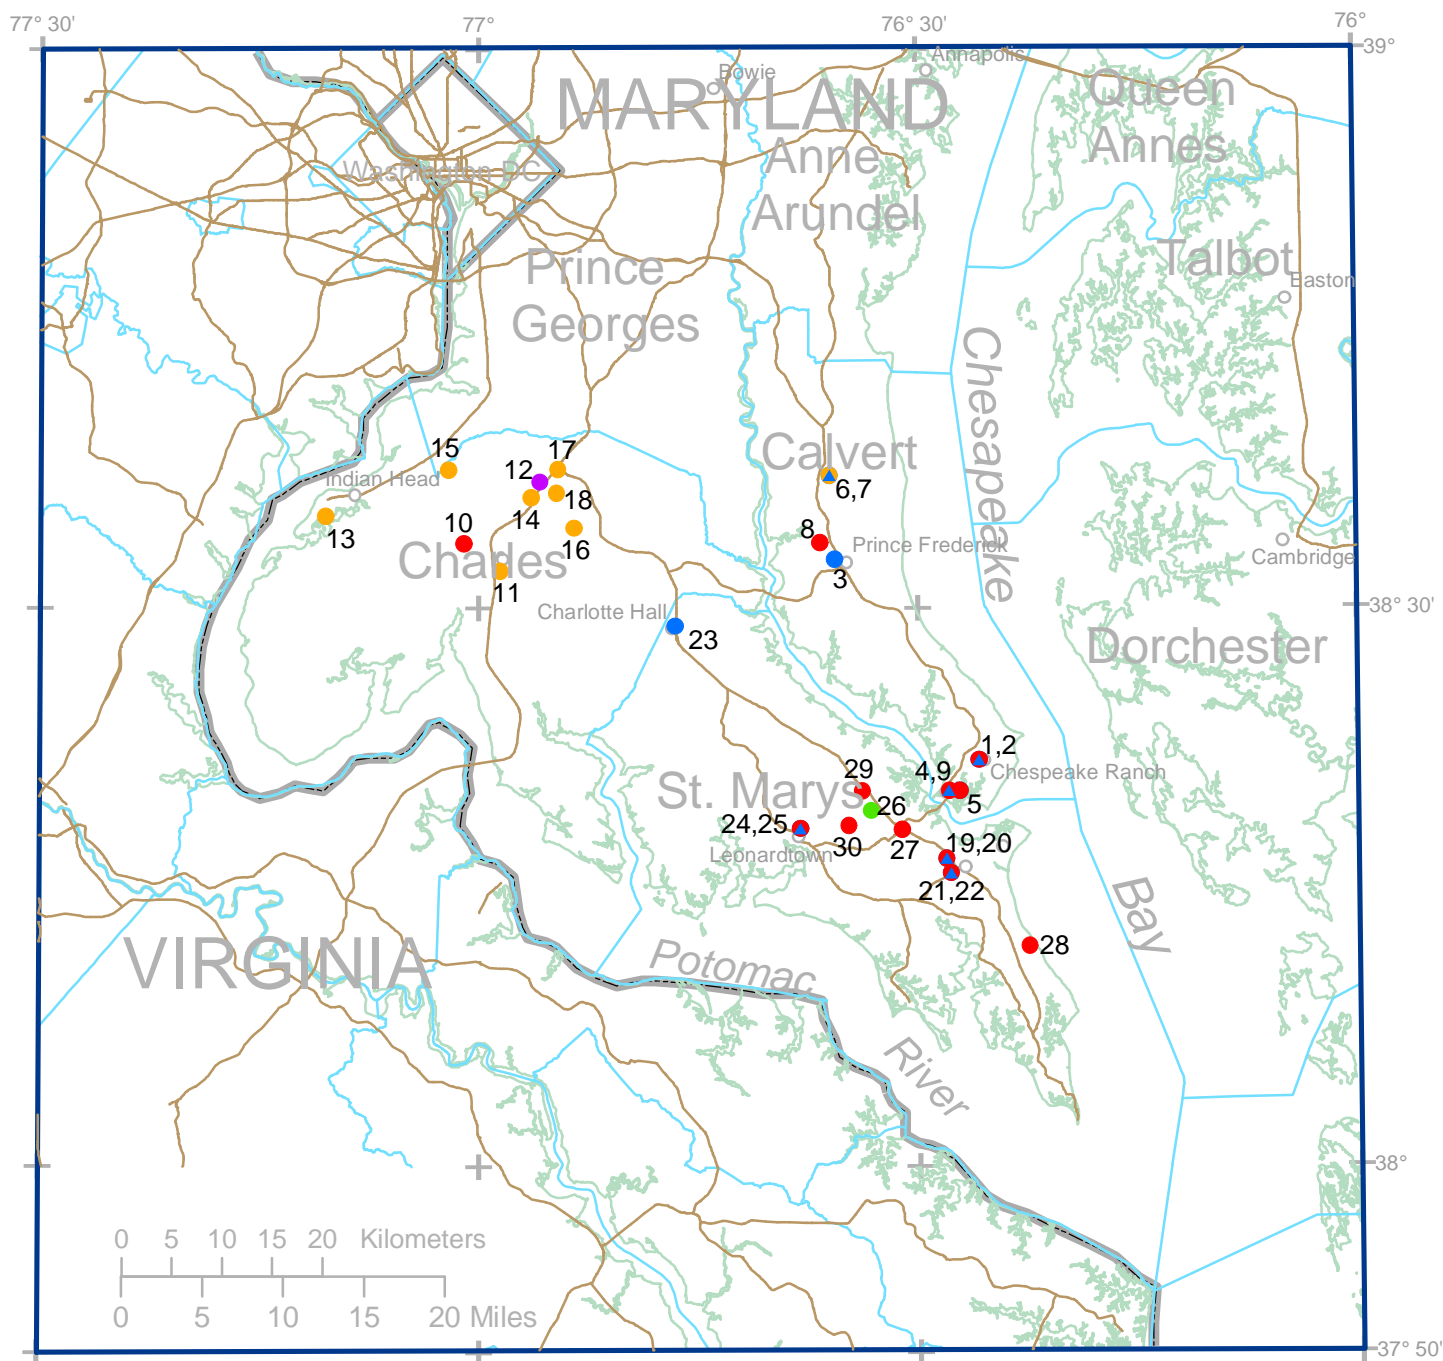 77° 30'
77°
76° 30'
76°
39°
Annapolis
Bowie
MARYLAND
Queen
Annes
Anne
Arundel
Washington DC
Talbot
Easton
Prince
Georges
Chesapeake
Calvert
15
17
12
Indian Head
6,7
18
14
13
10
8
16
Prince Frederick
Cambridge
Charles
3
11
38° 30'
Charlotte Hall
23
Dorchester
1,2
29
4,9
Chespeake Ranch
St. Marys
26
5
24,25
30
27
19,20
Leonardtown
21,22
Bay
28
VIRGINIA
Potomac
River
38°
0 5 10 15 20 Kilometers
0 5 10 15 20 Miles
37° 50'